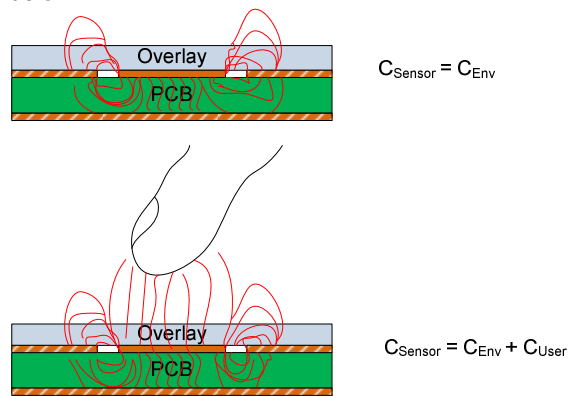 Overlay
PCB
CSensor = CEnv
Overlay
PCB
CSensor = CEnv + CUser